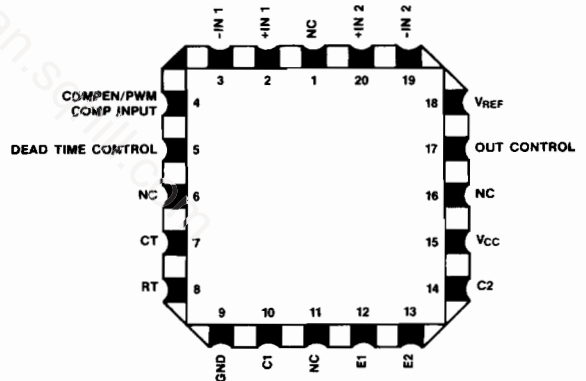 -IN 1
+IN 1
NC
+IN 2
-IN 2
3
2
1
20
19
COMPEN/PWM
COMP INPUT
4
18
VREF
DEAD TIME CONTROL
5
17
OUT CONTROL
NC
6
16
NC
CT
7
15
VCC
RT
8
14
C2
9
10
11
12
13
GND
C1
NC
E1
E2